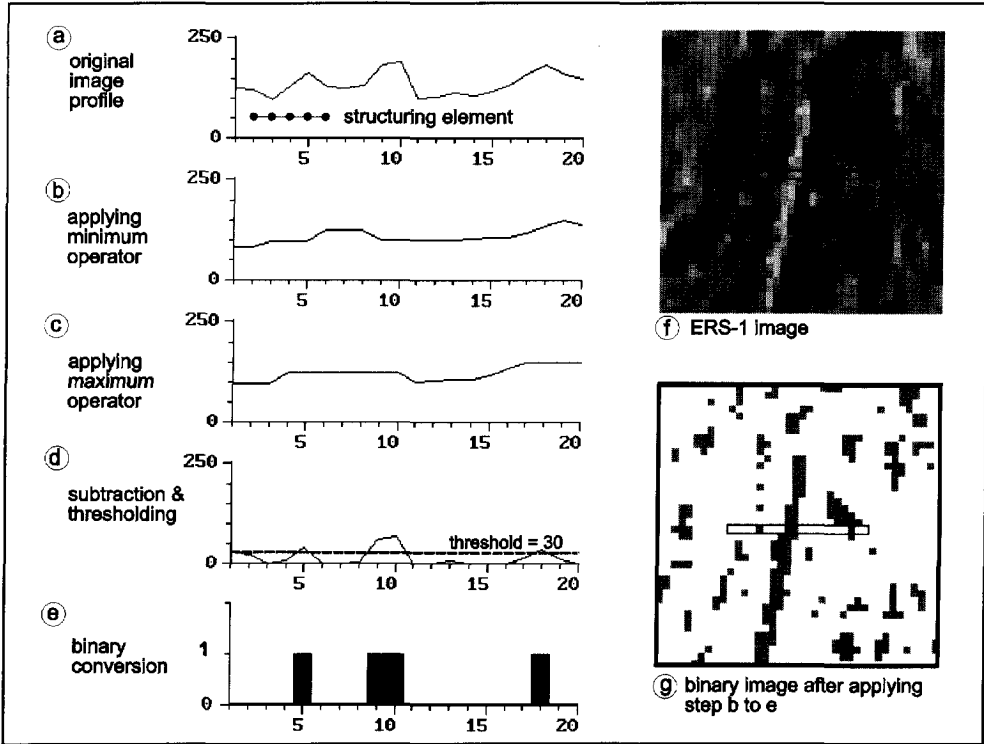 a
original
image
profile
250
0
structuring element
5 10 15 20
b
applying
minimum
operator
250
0
5 10 15 20
c
applying
maximum
operator
250
0
5 10 15 20
d
subtraction &
thresholding
250
0
threshold = 30
5 10 15 20
e
binary
conversion
1
0
5 10 15 20
f ERS-1 image
g binary image after applying
step b to e